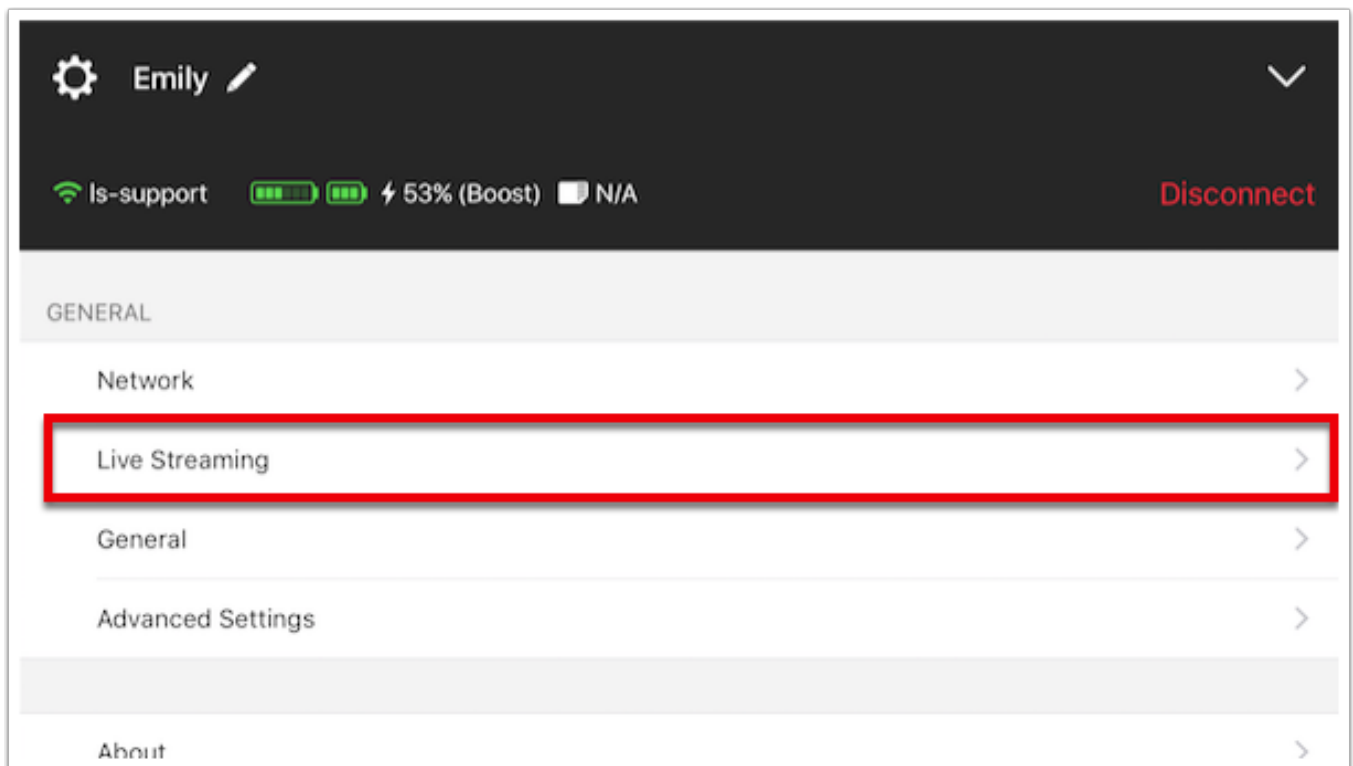 Emily
ls-support 53% (Boost) N/A Disconnect
GENERAL
Network
Live Streaming
General
Advanced Settings
About